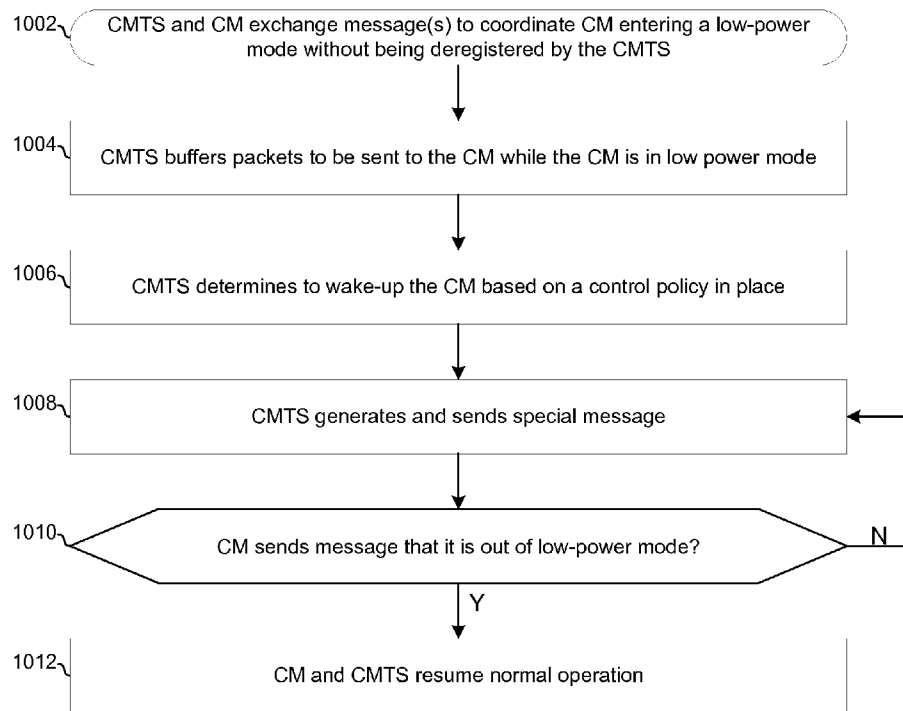 1002
CMTS and CM exchange message(s) to coordinate CM entering a low-power
mode without being deregistered by the CMTS
1004
CMTS buffers packets to be sent to the CM while the CM is in low power mode
1006
CMTS determines to wake-up the CM based on a control policy in place
1008
CMTS generates and sends special message
1010
CM sends message that it is out of low-power mode?
N
Y
1012
CM and CMTS resume normal operation